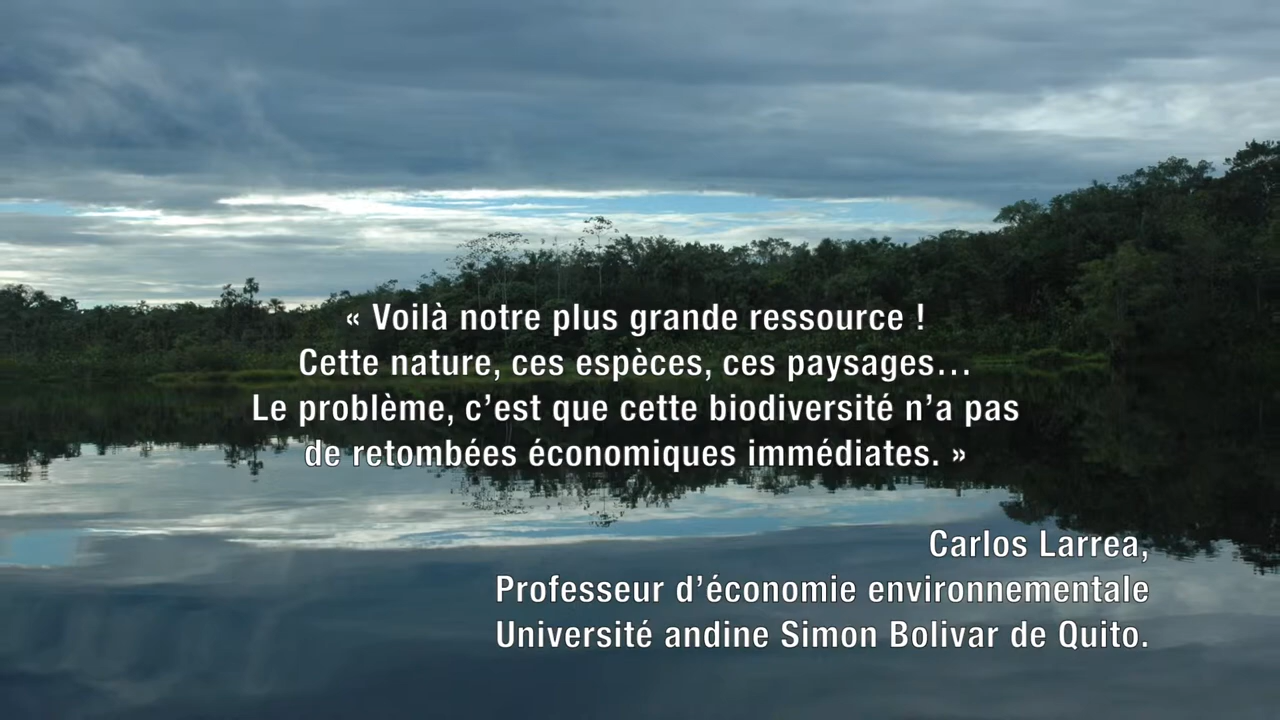 « Voilà notre plus grande ressource !
Cette nature, ces espèces, ces paysages…
Le problème, c’est que cette biodiversité n’a pas
de retombées économiques immédiates. »
Carlos Larrea,
Professeur d’économie environnementale
Université andine Simon Bolivar de Quito.